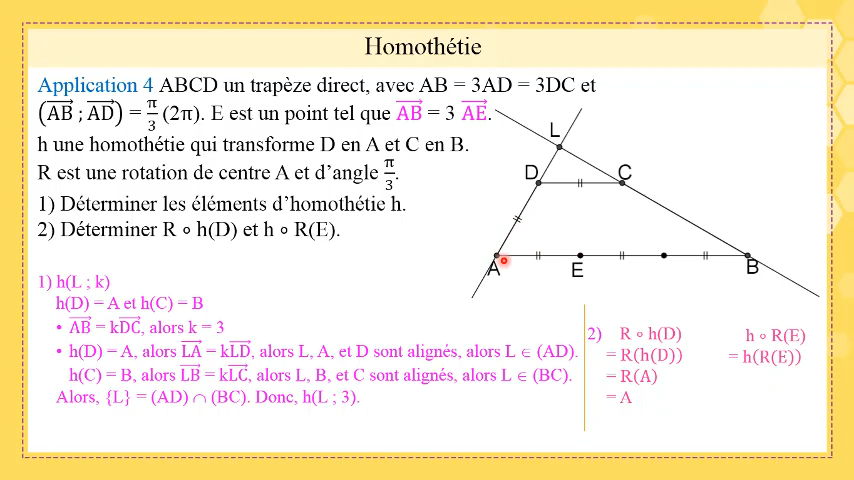 Homothétie
Application 4 ABCD un trapèze direct, avec AB = 3AD = 3DC et
(AB⃗ ; AD⃗) = π/3 (2π). E est un point tel que AB⃗ = 3 AE⃗.
h une homothétie qui transforme D en A et C en B.
R est une rotation de centre A et d'angle π/3.
1) Déterminer les éléments d'homothétie h.
2) Déterminer R ∘ h(D) et h ∘ R(E).
L
D
C
A
E
B
1) h(L ; k)
h(D) = A et h(C) = B
• AB⃗ = kDC⃗, alors k = 3
• h(D) = A, alors LA⃗ = kLD⃗, alors L, A, et D sont alignés, alors L ∈ (AD).
h(C) = B, alors LB⃗ = kLC⃗, alors L, B, et C sont alignés, alors L ∈ (BC).
Alors, {L} = (AD) ∩ (BC). Donc, h(L ; 3).
2) R ∘ h(D)
= R(h(D))
= R(A)
= A
h ∘ R(E)
= h(R(E))